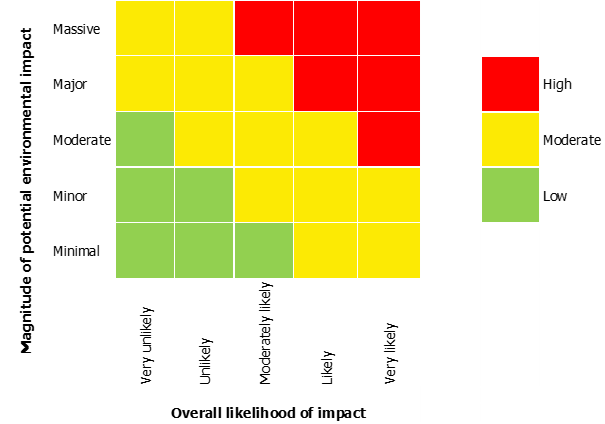 Magnitude of potential environmental impact
Massive
Major
Moderate
Minor
Minimal
Very unlikely
Unlikely
Moderately likely
Likely
Very likely
Overall likelihood of impact
High
Moderate
Low